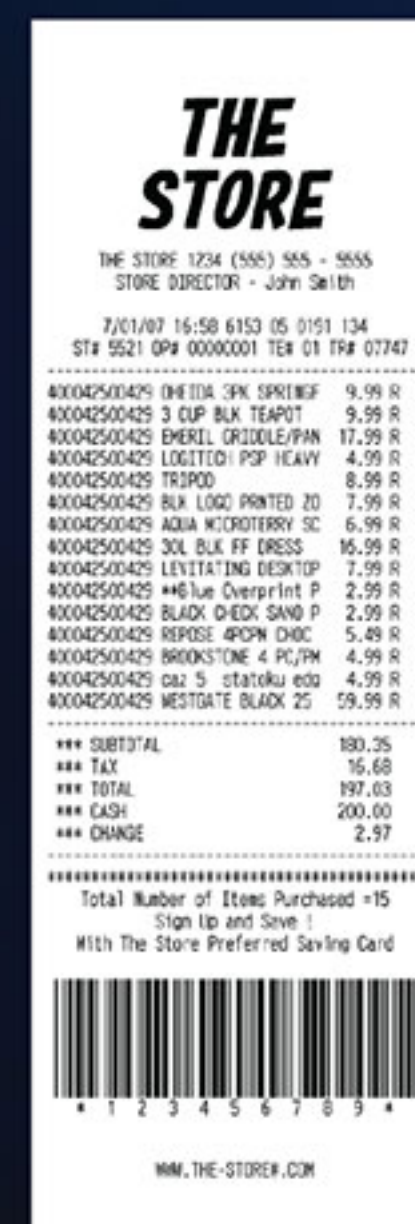 THE
STORE
THE STORE 1234 (555) 555 - 5555
STORE DIRECTOR - John Smith
7/01/07 16:58 6153 05 0191 134
ST# 5521 OP# 00000001 TE# 01 TR# 07747
400042500429 OHEIDA 3PK SPRINGF 9.99 R
400042500429 3 CUP BLK TEAPOT 9.99 R
400042500429 EMERIL GRIDDLE/PAN 17.99 R
400042500429 LOGITECH PSP HEAVY 4.99 R
400042500429 TRIPOD 8.99 R
400042500429 BLK LOGO PRNTED ZO 7.99 R
400042500429 AQUA MICROTERRY SC 6.99 R
400042500429 30L BLK FF DRESS 16.99 R
400042500429 LEVITATING DESKTOP 7.99 R
400042500429 **Blue Overprint P 2.99 R
400042500429 BLACK CHECK SAND P 2.99 R
400042500429 REPOSE 4PCPN CHOC 5.49 R
400042500429 BROOKSTONE 4 PC/PM 4.99 R
400042500429 caz 5 statoku edg 4.99 R
400042500429 WESTGATE BLACK 25 59.99 R
*** SUBTOTAL 180.35
*** TAX 16.68
*** TOTAL 197.03
*** CASH 200.00
*** CHANGE 2.97
Total Number of Items Purchased =15
Sign Up and Save !
With The Store Preferred Saving Card
* 1 2 3 4 5 6 7 8 9 *
WWW.THE-STORE#.COM